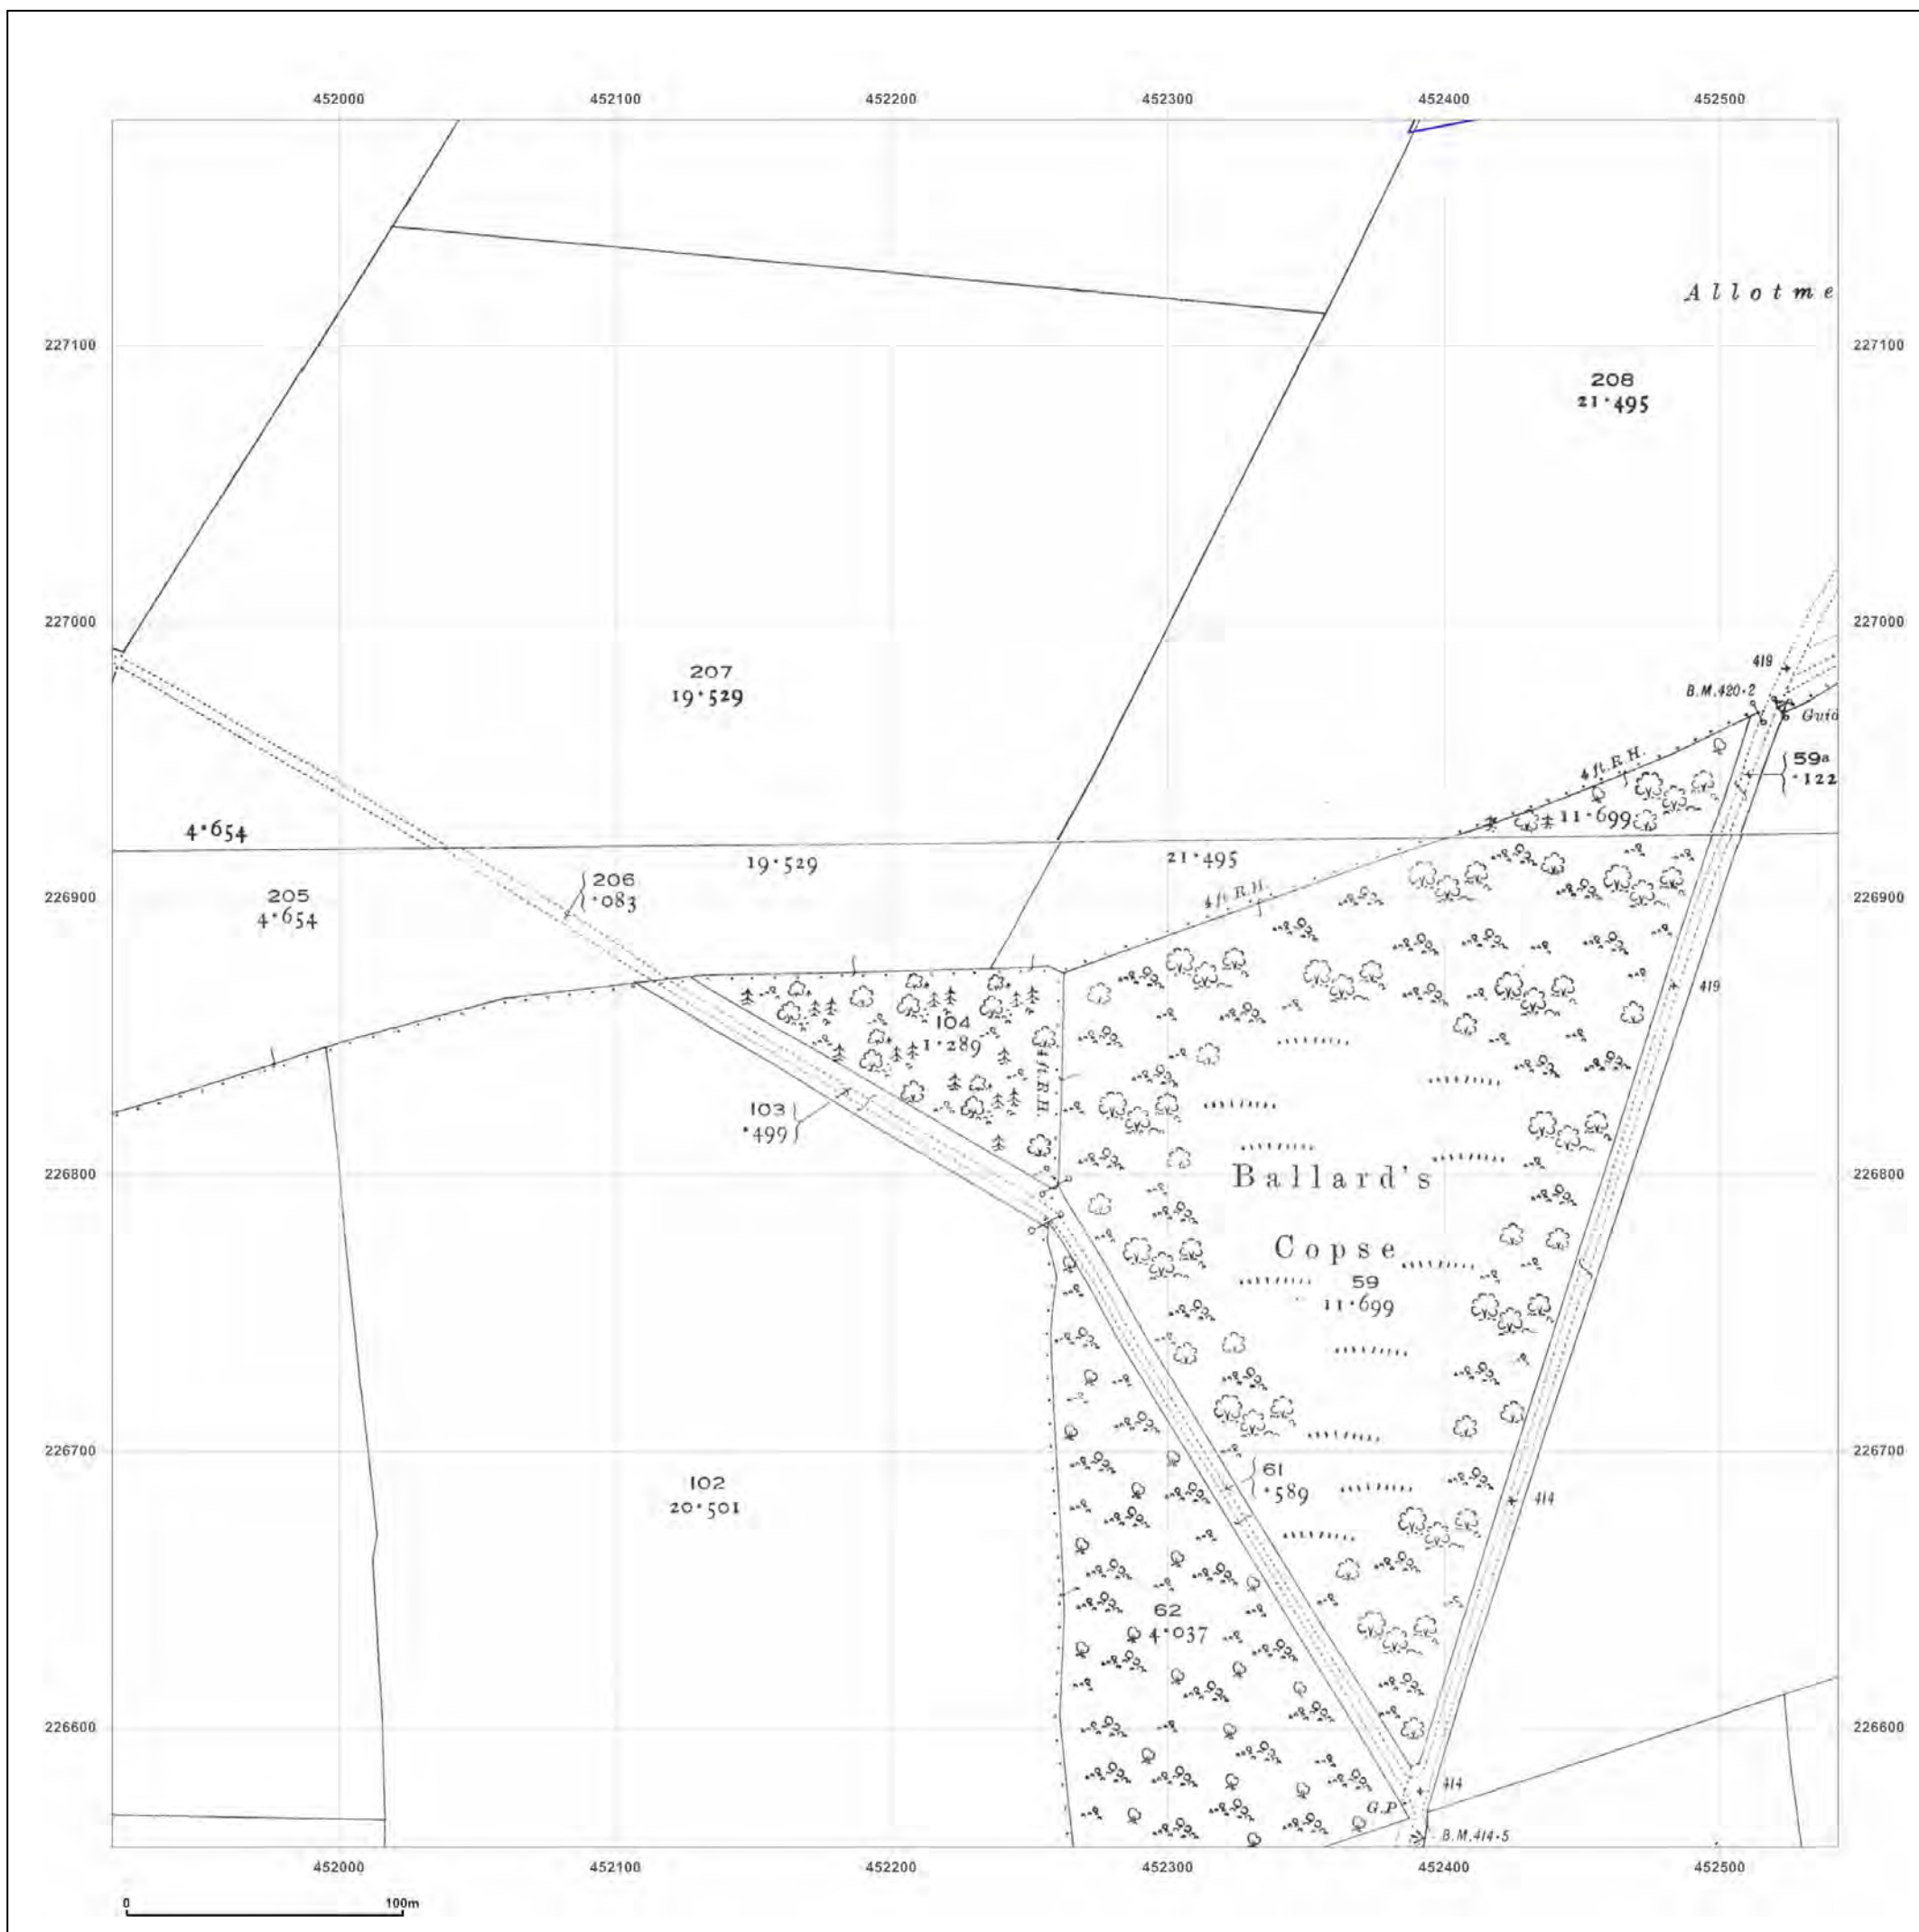 452000 452100 452200 452300 452400 452500
Allotme
227100 227100
208
21·495
227000 227000
419
207
19·529
B.M.420·2
Guid
4 ft. R.H.
59a
·122
11·699
4·654
19·529
21·495
206
·083
4 ft. R.H.
205
4·654
226900 226900
419
104
1·289
4 ft. R.H.
103
·499
226800 226800
Ballard's
Copse
59
11·699
226700 226700
61
·589
102
20·501
414
62
4·037
226600 226600
414
G.P
B.M.414·5
452000 452100 452200 452300 452400 452500
0 100m